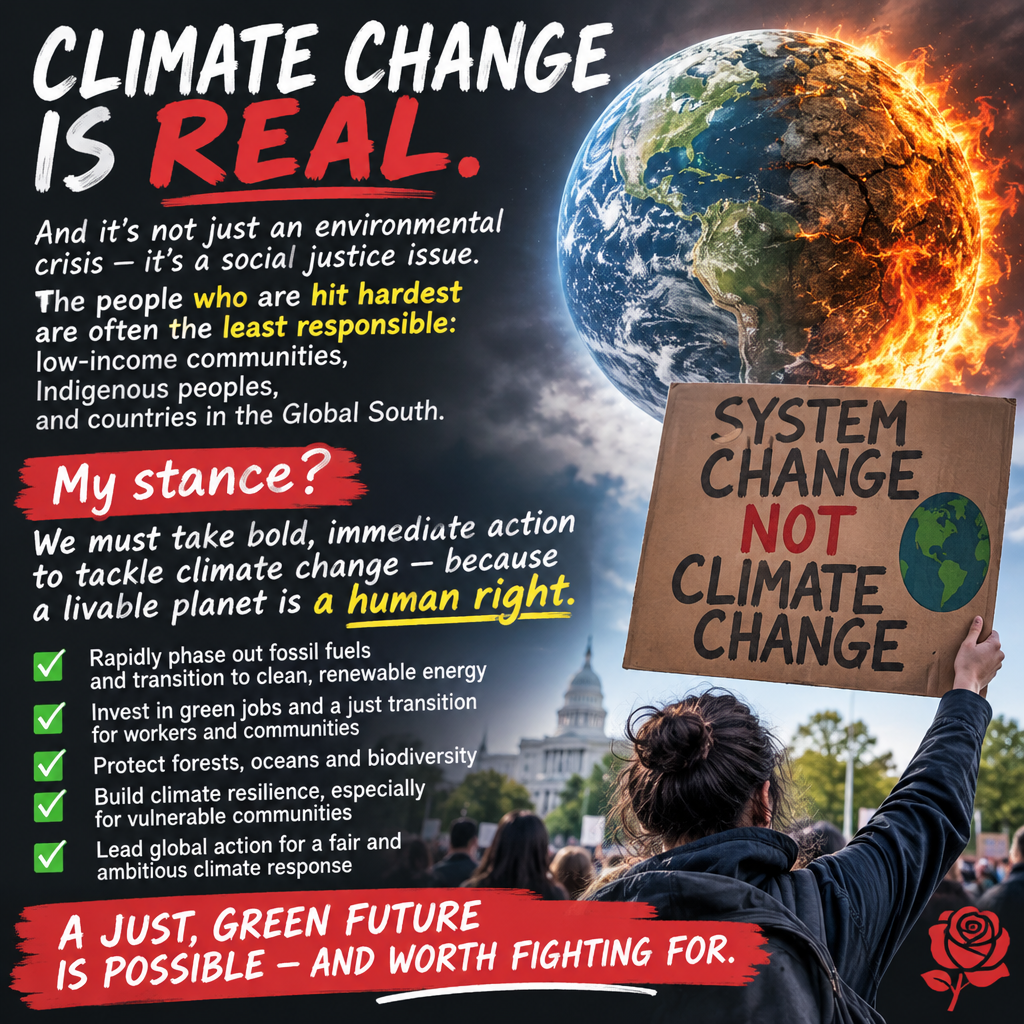 CLIMATE CHANGE
IS REAL.
And it's not just an environmental
crisis – it's a social justice issue.
The people who are hit hardest
are often the least responsible:
low-income communities,
Indigenous peoples,
and countries in the Global South.
My stance?
We must take bold, immediate action
to tackle climate change – because
a livable planet is a human right.
Rapidly phase out fossil fuels
and transition to clean, renewable energy
Invest in green jobs and a just transition
for workers and communities
Protect forests, oceans and biodiversity
Build climate resilience, especially
for vulnerable communities
Lead global action for a fair and
ambitious climate response
A JUST, GREEN FUTURE
IS POSSIBLE – AND WORTH FIGHTING FOR.
SYSTEM
CHANGE
NOT
CLIMATE
CHANGE